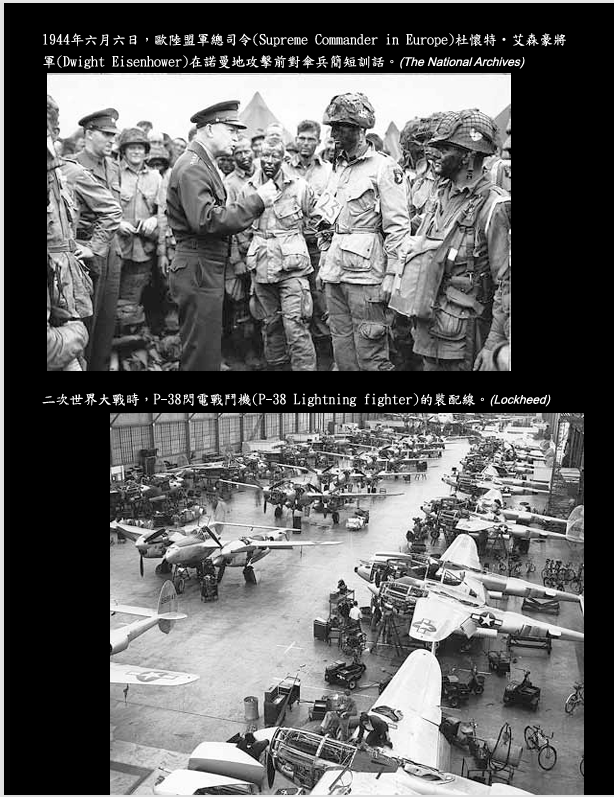 1944年六月六日，歐陸盟軍總司令(Supreme Commander in Europe)杜懷特·艾森豪將
軍(Dwight Eisenhower)在諾曼地攻擊前對傘兵簡短訓話。(The National Archives)
二次世界大戰時，P-38閃電戰鬥機(P-38 Lightning fighter)的裝配線。(Lockheed)